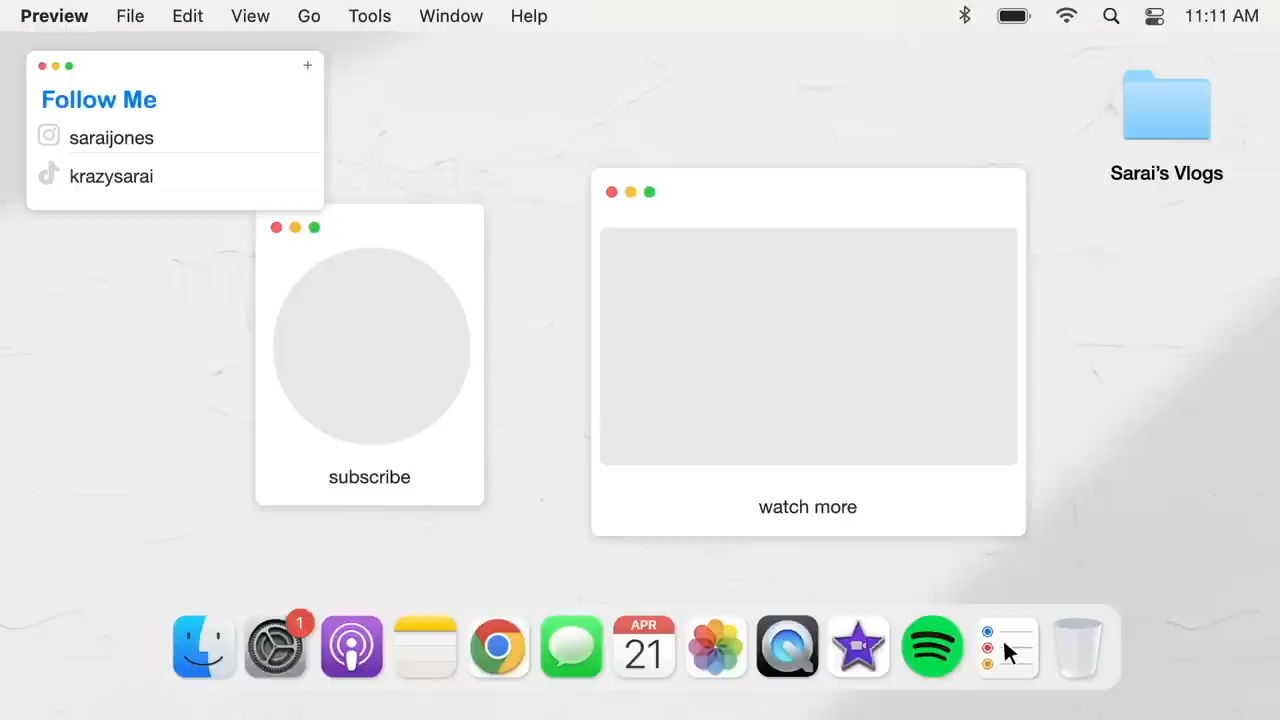 Preview File Edit View Go Tools Window Help 11:11 AM
+
Follow Me
saraijones
krazysarai
Sarai’s Vlogs
subscribe
watch more
1
APR
21